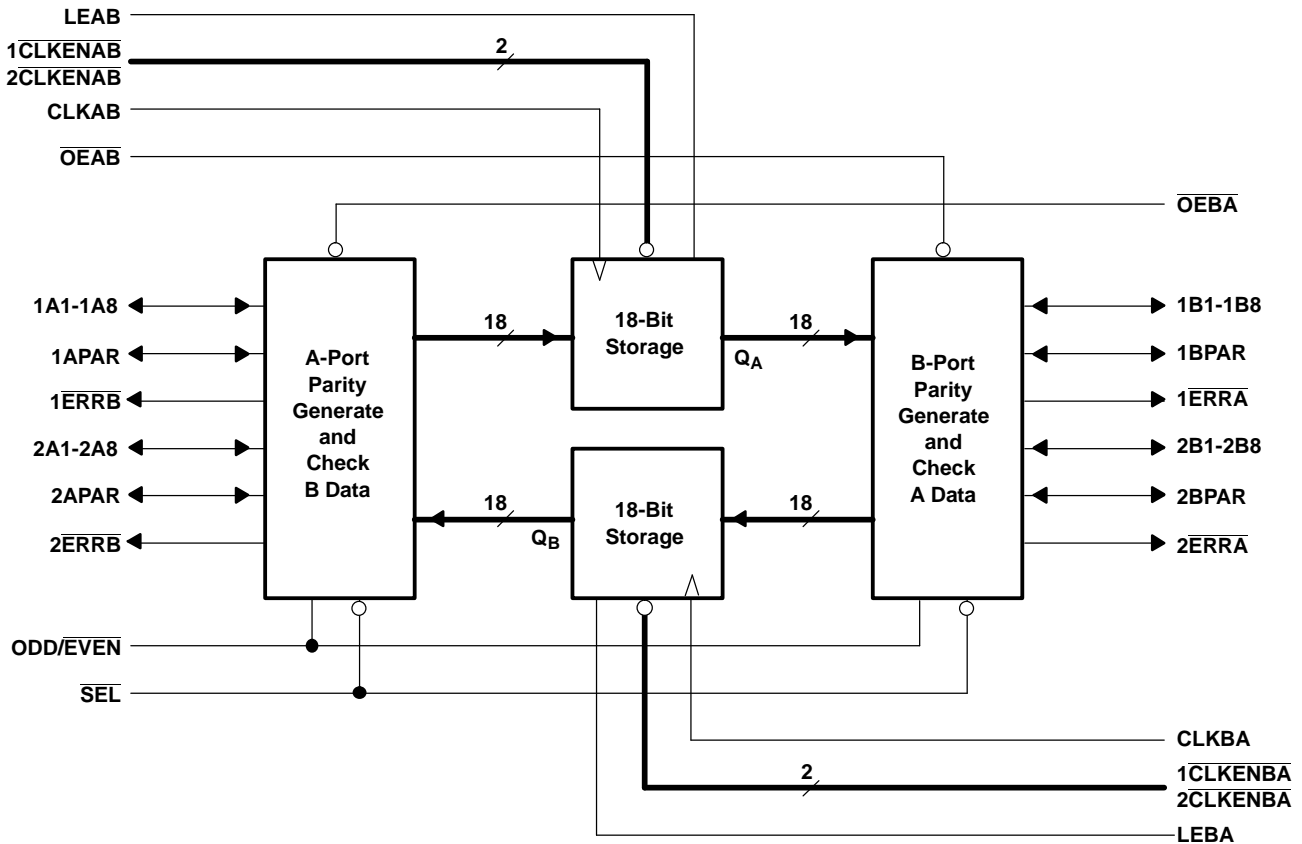 LEAB
1CLKENAB
2CLKENAB
2
CLKAB
OEAB
OEBA
1A1-1A8
1APAR
1ERRB
2A1-2A8
2APAR
2ERRB
A-Port
Parity
Generate
and
Check
B Data
18
18-Bit
Storage
18
QA
B-Port
Parity
Generate
and
Check
A Data
1B1-1B8
1BPAR
1ERRA
2B1-2B8
2BPAR
2ERRA
18
QB
18-Bit
Storage
18
ODD/EVEN
SEL
CLKBA
2
1CLKENBA
2CLKENBA
LEBA